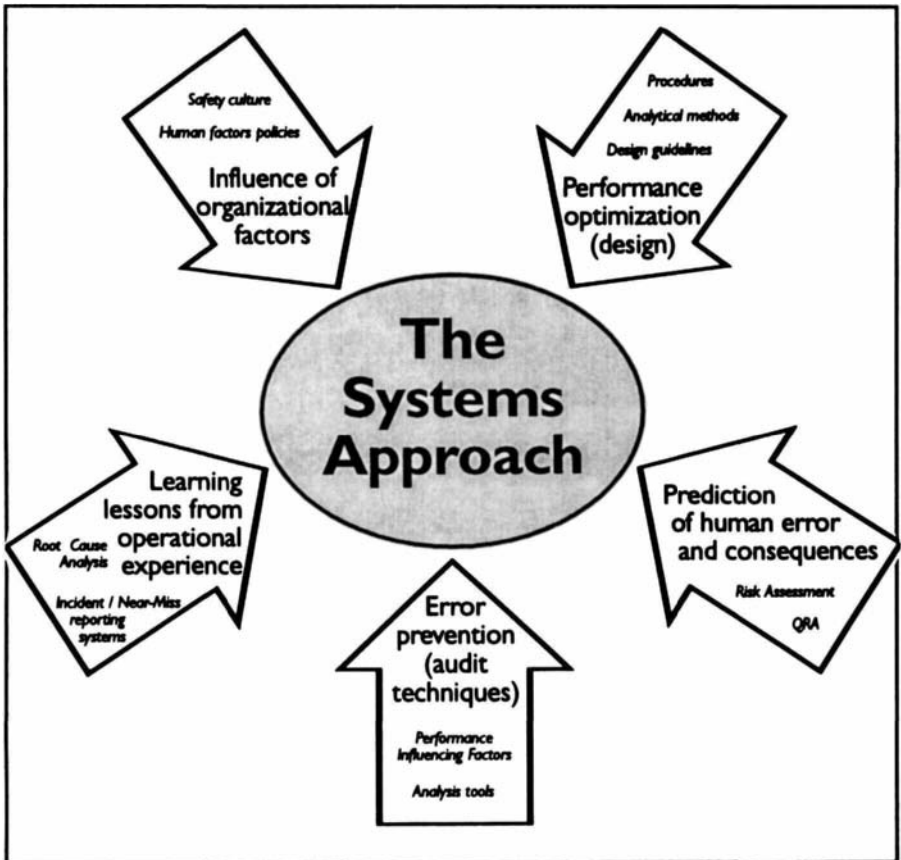 Safety culture
Human factors policies
Influence of
organizational
factors
Procedures
Analytical methods
Design guidelines
Performance
optimization
(design)
The
Systems
Approach
Learning
lessons from
operational
experience
Root Cause
Analysis
Incident / Near-Miss
reporting
systems
Error
prevention
(audit
techniques)
Performance
Influencing Factors
Analysis tools
Prediction
of human error
and consequences
Risk Assessment
QRA